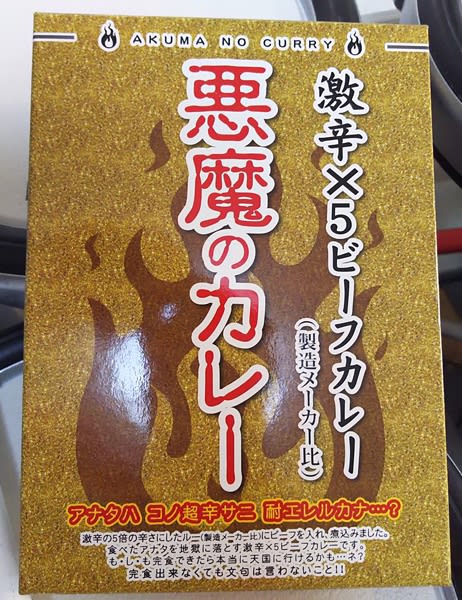 AKUMA NO CURRY
激辛×5ビーフカレー
(製造メーカー比)
悪魔のカレー
アナタハ コノ超辛サニ 耐エレルカナ…?
激辛の5倍の辛さにしたルー(製造メーカー比)にビーフを入れ、煮込みました。
食べたアナタを地獄に落とす激辛×5ビーフカレーです。
も・し・も完食できたら本当に天国に行けるかも…ネ?
完食出来なくても文句は言わないこと!!